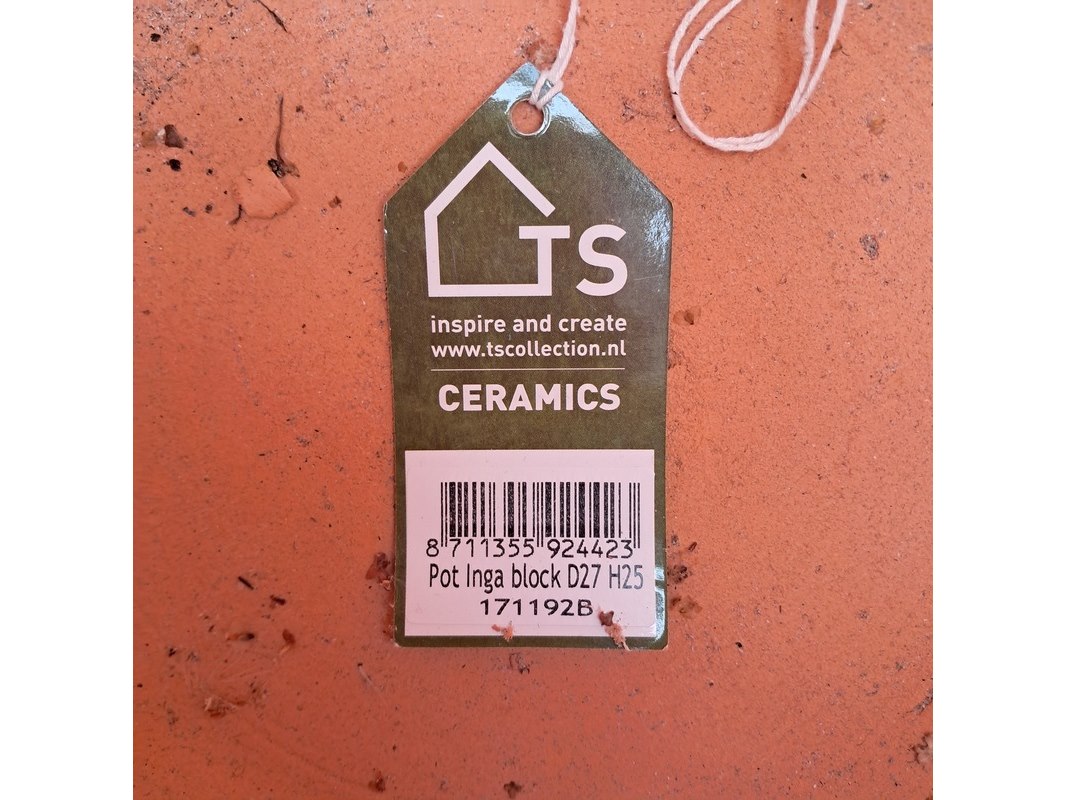 TS
inspire and create
www.tscollection.nl
CERAMICS
8 711355 924423
Pot Inga block D27 H25
171192B